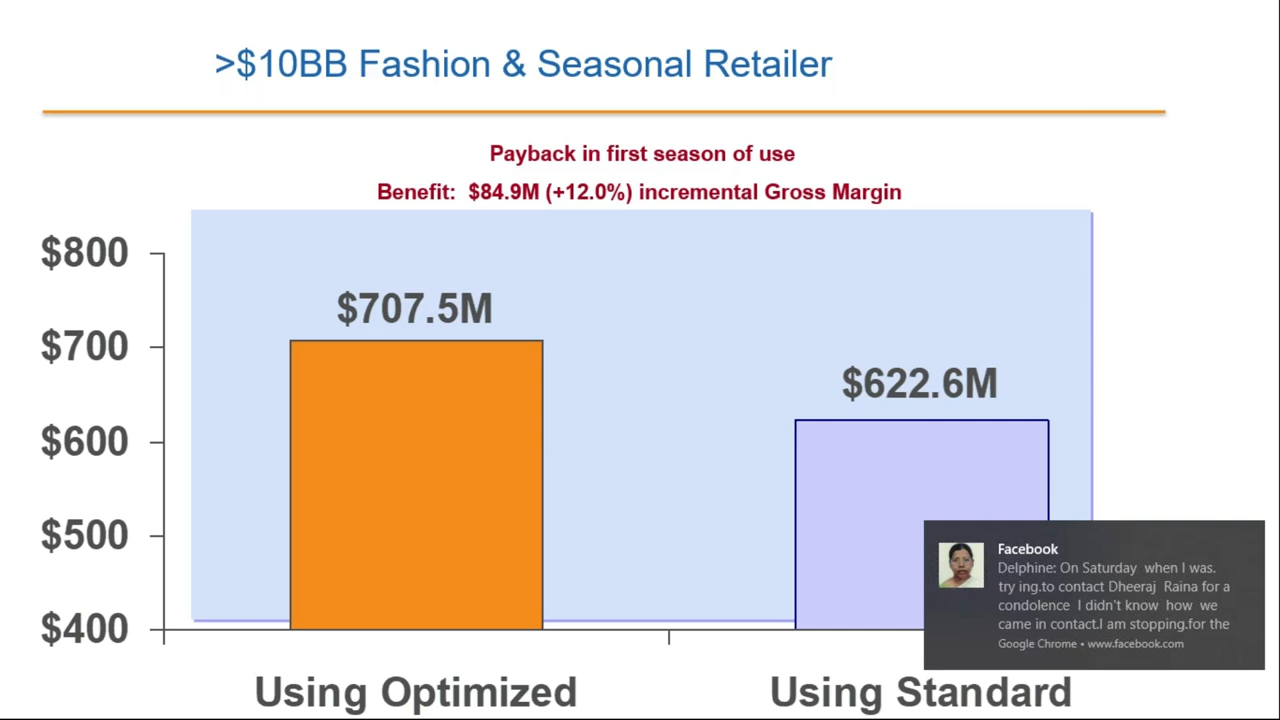 >$10BB Fashion & Seasonal Retailer
Payback in first season of use
Benefit: $84.9M (+12.0%) incremental Gross Margin
$800
$700
$600
$500
$400
$707.5M
$622.6M
Using Optimized
Using Standard
Facebook
Delphine: On Saturday when I was.
try ing.to contact Dheeraj Raina for a
condolence I didn't know how we
came in contact.I am stopping.for the
Google Chrome • www.facebook.com